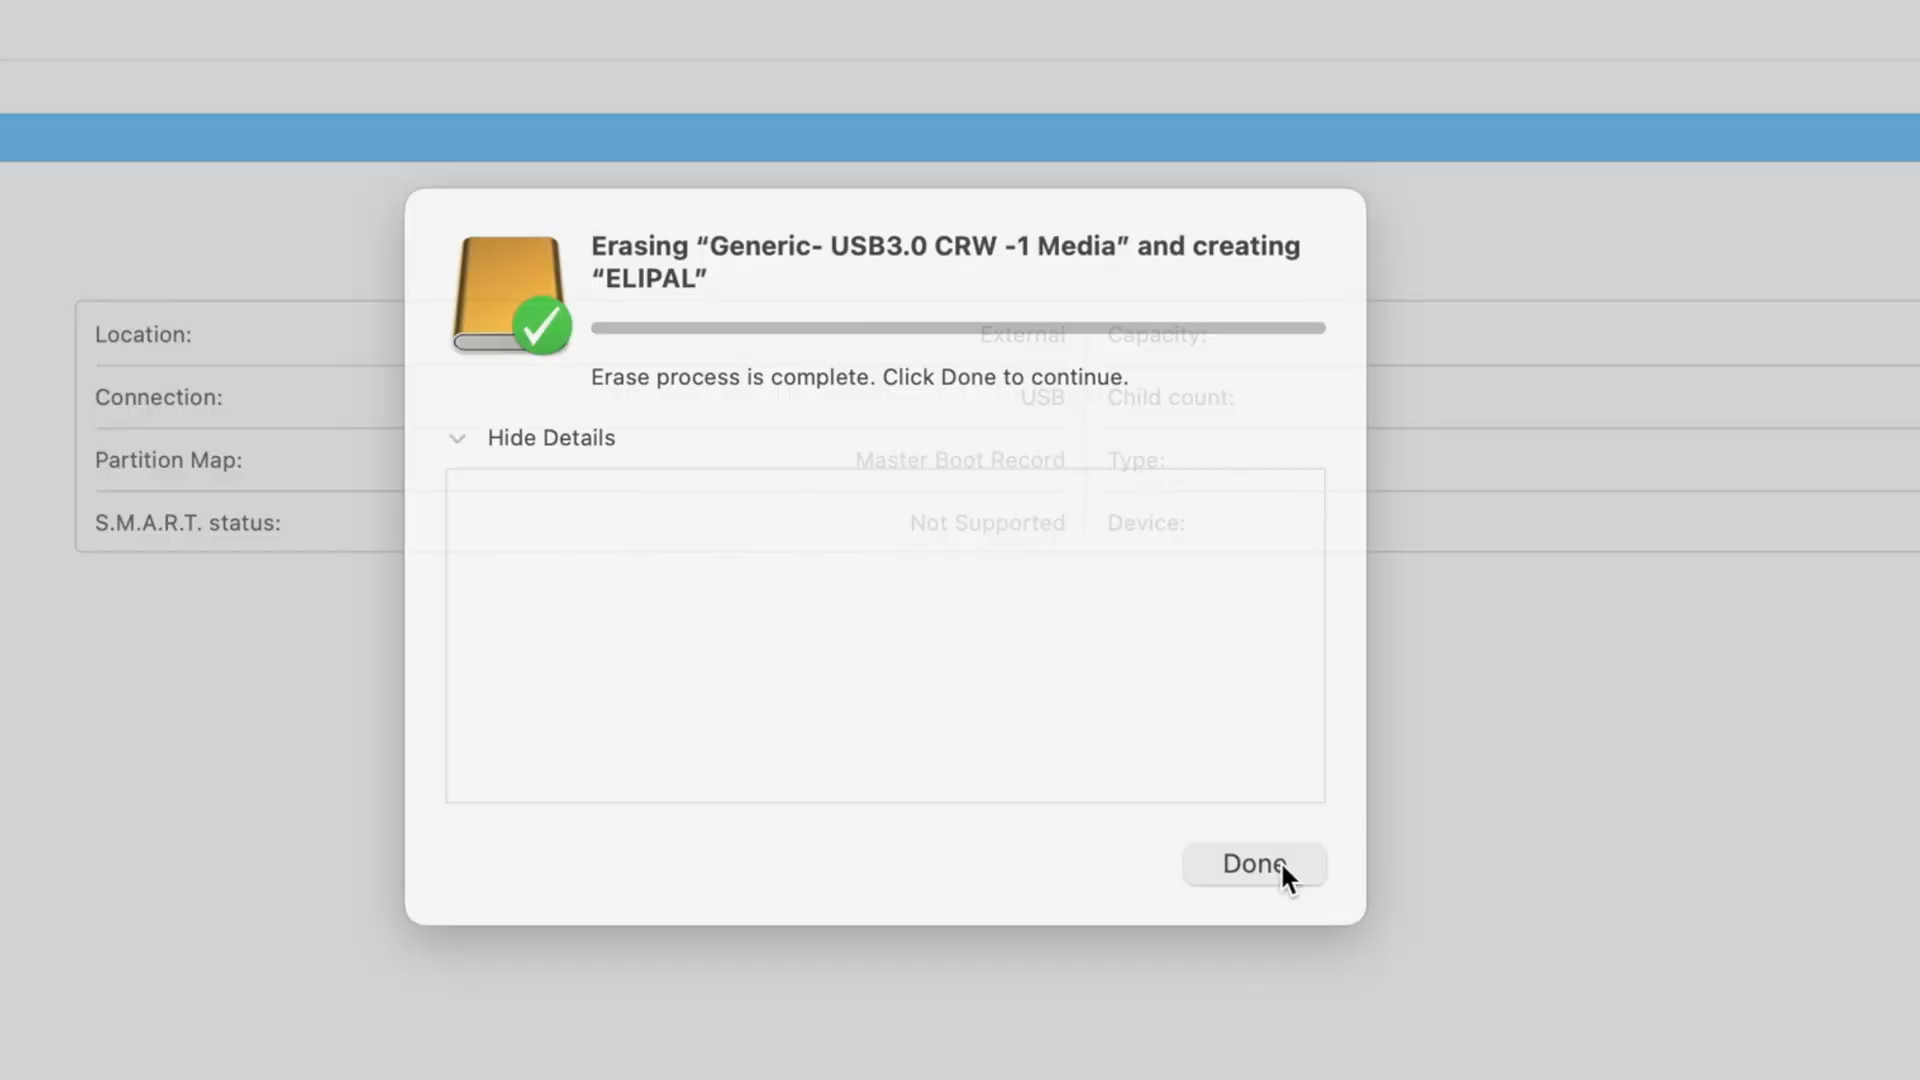 Erasing “Generic- USB3.0 CRW -1 Media” and creating
“ELIPAL”
Location: External Capacity:
Erase process is complete. Click Done to continue.
Connection: USB Child count:
Hide Details
Partition Map: Master Boot Record Type:
S.M.A.R.T. status: Not Supported Device:
Done